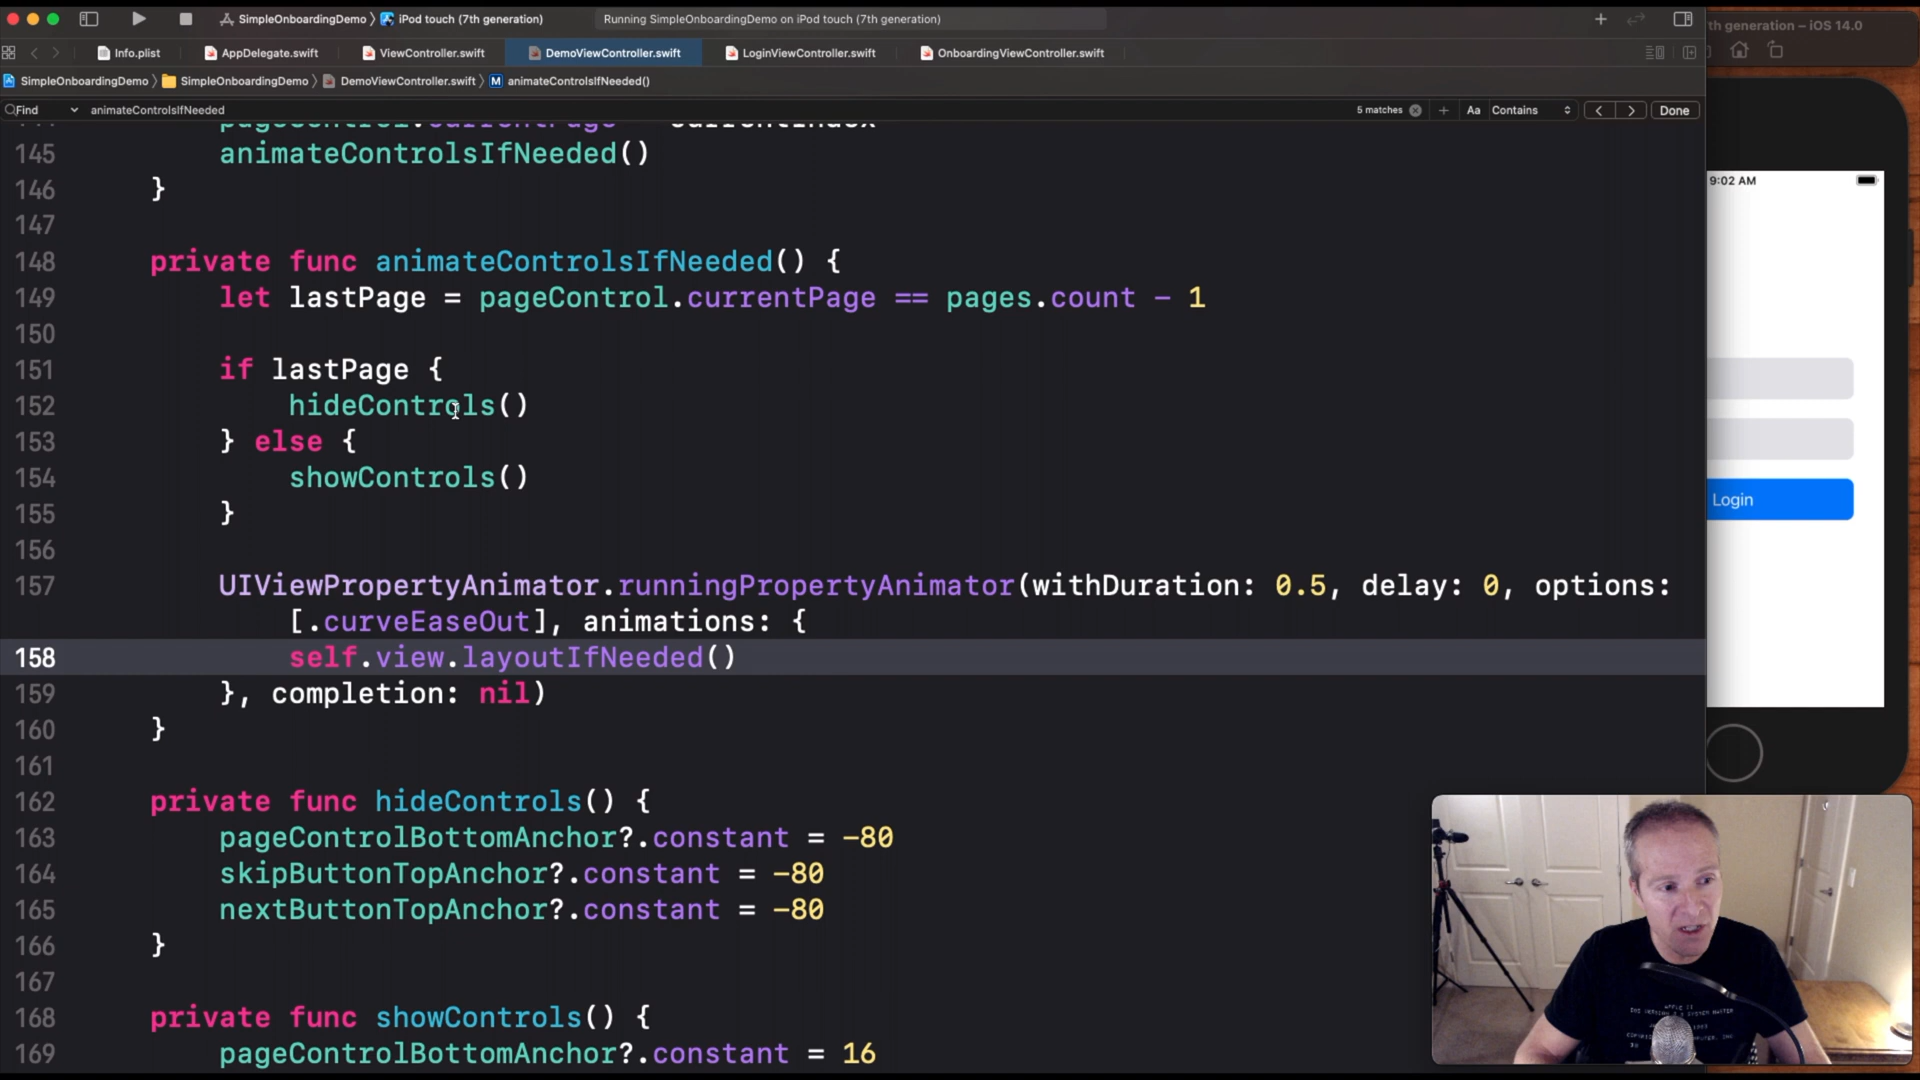 SimpleOnboardingDemo 〉 iPod touch (7th generation)
Running SimpleOnboardingDemo on iPod touch (7th generation)
th generation – iOS 14.0
Info.plist
AppDelegate.swift
ViewController.swift
DemoViewController.swift
LoginViewController.swift
OnboardingViewController.swift
SimpleOnboardingDemo 〉 SimpleOnboardingDemo 〉 DemoViewController.swift 〉 M animateControlsIfNeeded()
Find animateControlsIfNeeded 5 matches Aa Contains Done
pageControl.currentPage = currentIndex
145 animateControlsIfNeeded()
146 }
147
148 private func animateControlsIfNeeded() {
149 let lastPage = pageControl.currentPage == pages.count - 1
150
151 if lastPage {
152 hideControls()
153 } else {
154 showControls()
155 }
156
157 UIViewPropertyAnimator.runningPropertyAnimator(withDuration: 0.5, delay: 0, options:
[.curveEaseOut], animations: {
158 self.view.layoutIfNeeded()
159 }, completion: nil)
160 }
161
162 private func hideControls() {
163 pageControlBottomAnchor?.constant = -80
164 skipButtonTopAnchor?.constant = -80
165 nextButtonTopAnchor?.constant = -80
166 }
167
168 private func showControls() {
169 pageControlBottomAnchor?.constant = 16
9:02 AM
Login